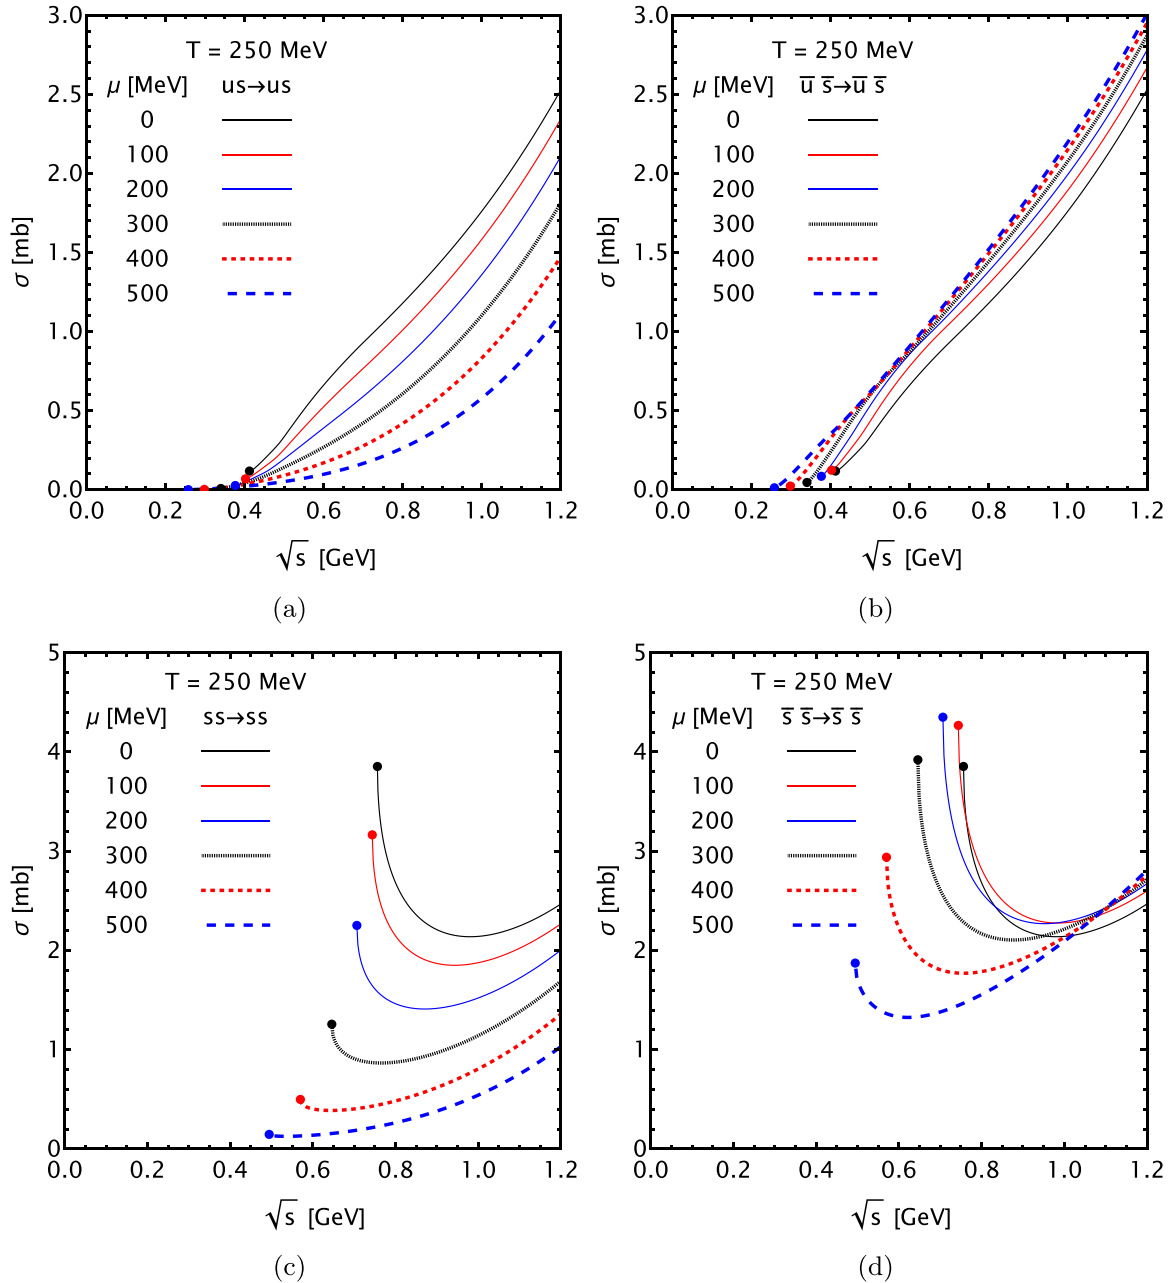 3.0
2.5
2.0
1.5
1.0
0.5
0.0
σ [mb]
T = 250 MeV
μ [MeV] us→us
0
100
200
300
400
500
0.0 0.2 0.4 0.6 0.8 1.0 1.2
√s [GeV]
(a)
3.0
2.5
2.0
1.5
1.0
0.5
0.0
σ [mb]
T = 250 MeV
μ [MeV] u̅ s̅→u̅ s̅
0
100
200
300
400
500
0.0 0.2 0.4 0.6 0.8 1.0 1.2
√s [GeV]
(b)
5
4
3
2
1
0
σ [mb]
T = 250 MeV
μ [MeV] ss→ss
0
100
200
300
400
500
0.0 0.2 0.4 0.6 0.8 1.0 1.2
√s [GeV]
(c)
5
4
3
2
1
0
σ [mb]
T = 250 MeV
μ [MeV] s̅ s̅→s̅ s̅
0
100
200
300
400
500
0.0 0.2 0.4 0.6 0.8 1.0 1.2
√s [GeV]
(d)